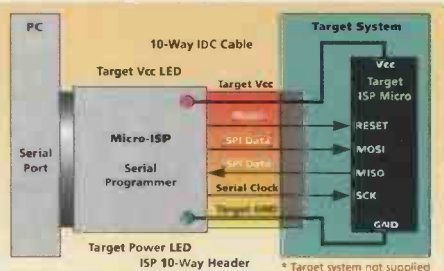 PC
Target System
10-Way IDC Cable
Target Vcc LED
Target Vcc
Vcc
Target
ISP Micro
RESET
Micro-ISP
SPI Data
MOSI
SPI Data
MISO
Serial
Port
Serial
Programmer
Serial Clock
SCK
GND
Target Power LED
ISP 10-Way Header
* Target system not supplied